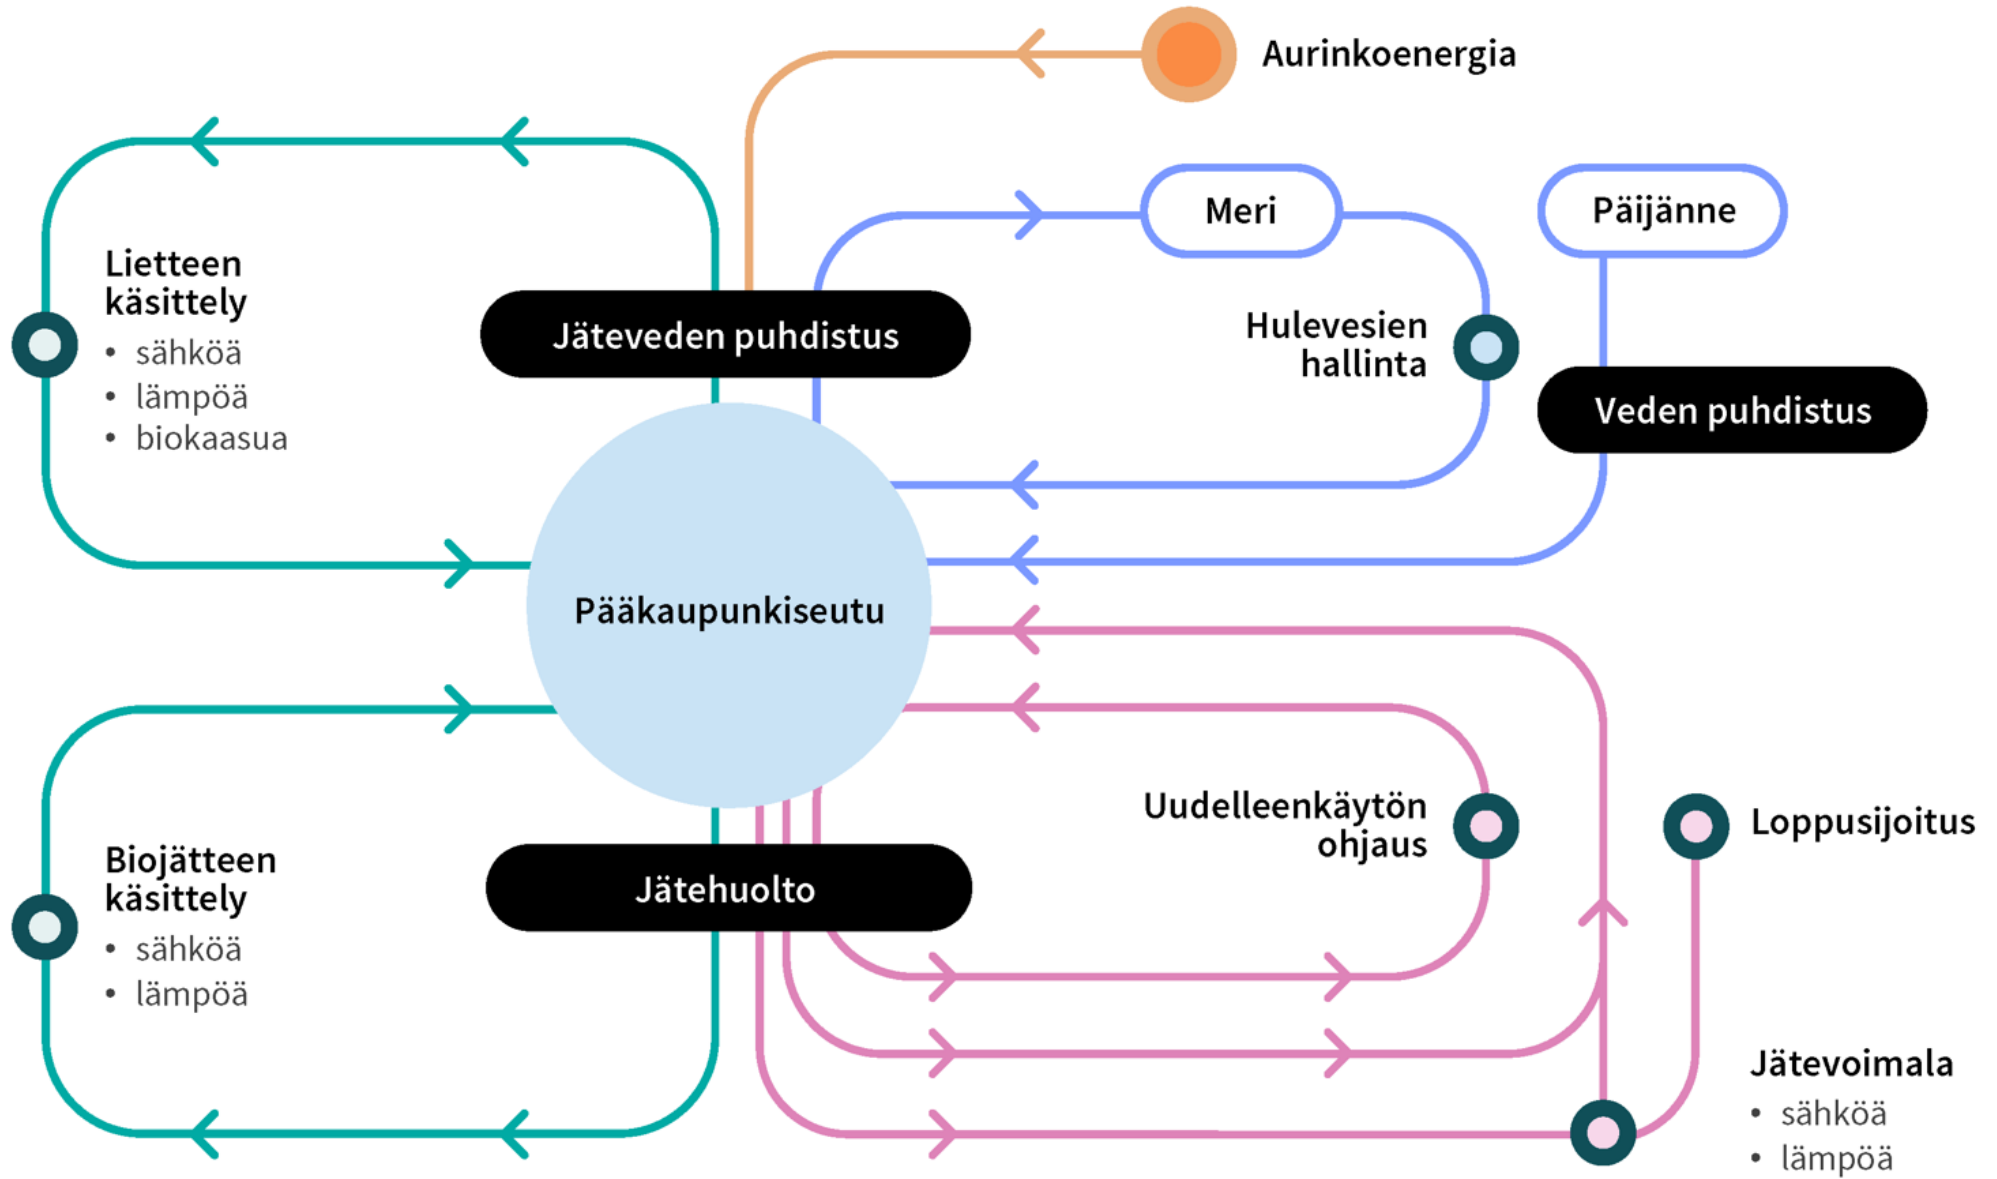 Aurinkoenergia
Meri
Päijänne
Lietteen
käsittely
• sähköä
• lämpöä
• biokaasua
Jäteveden puhdistus
Hulevesien
hallinta
Veden puhdistus
Pääkaupunkiseutu
Uudelleenkäytön
ohjaus
Loppusijoitus
Biojätteen
käsittely
• sähköä
• lämpöä
Jätehuolto
Jätevoimala
• sähköä
• lämpöä